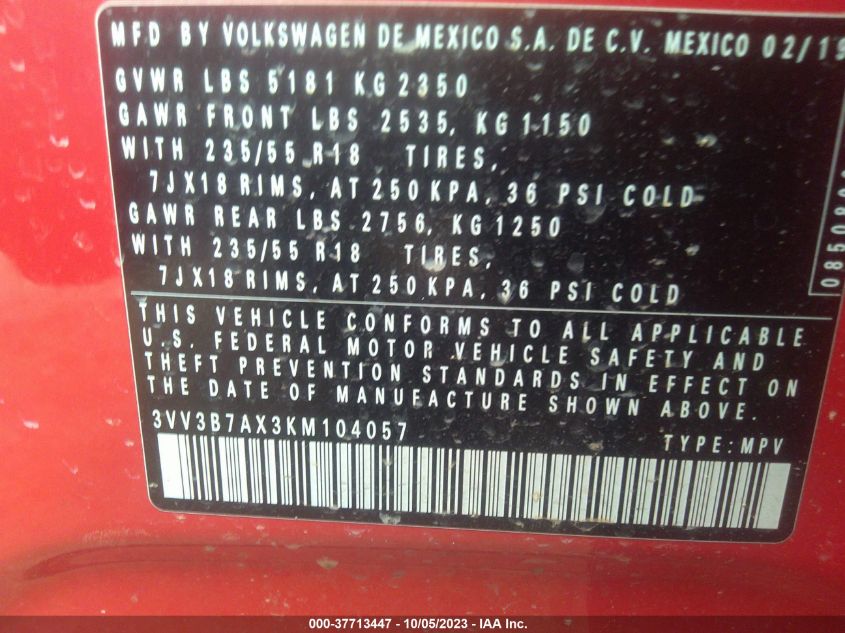 MFD BY VOLKSWAGEN DE MEXICO S.A. DE C.V. MEXICO 02/19
GVWR LBS 5181 KG 2350
GAWR FRONT LBS 2535, KG 1150
WITH 235/55 R18 TIRES,
7JX18 RIMS, AT 250 KPA, 36 PSI COLD
GAWR REAR LBS 2756, KG 1250
WITH 235/55 R18 TIRES,
7JX18 RIMS, AT 250 KPA, 36 PSI COLD
THIS VEHICLE CONFORMS TO ALL APPLICABLE
U.S. FEDERAL MOTOR VEHICLE SAFETY AND
THEFT PREVENTION STANDARDS IN EFFECT ON
THE DATE OF MANUFACTURE SHOWN ABOVE.
3VV3B7AX3KM104057
TYPE: MPV
000-37713447 - 10/05/2023 - IAA Inc.